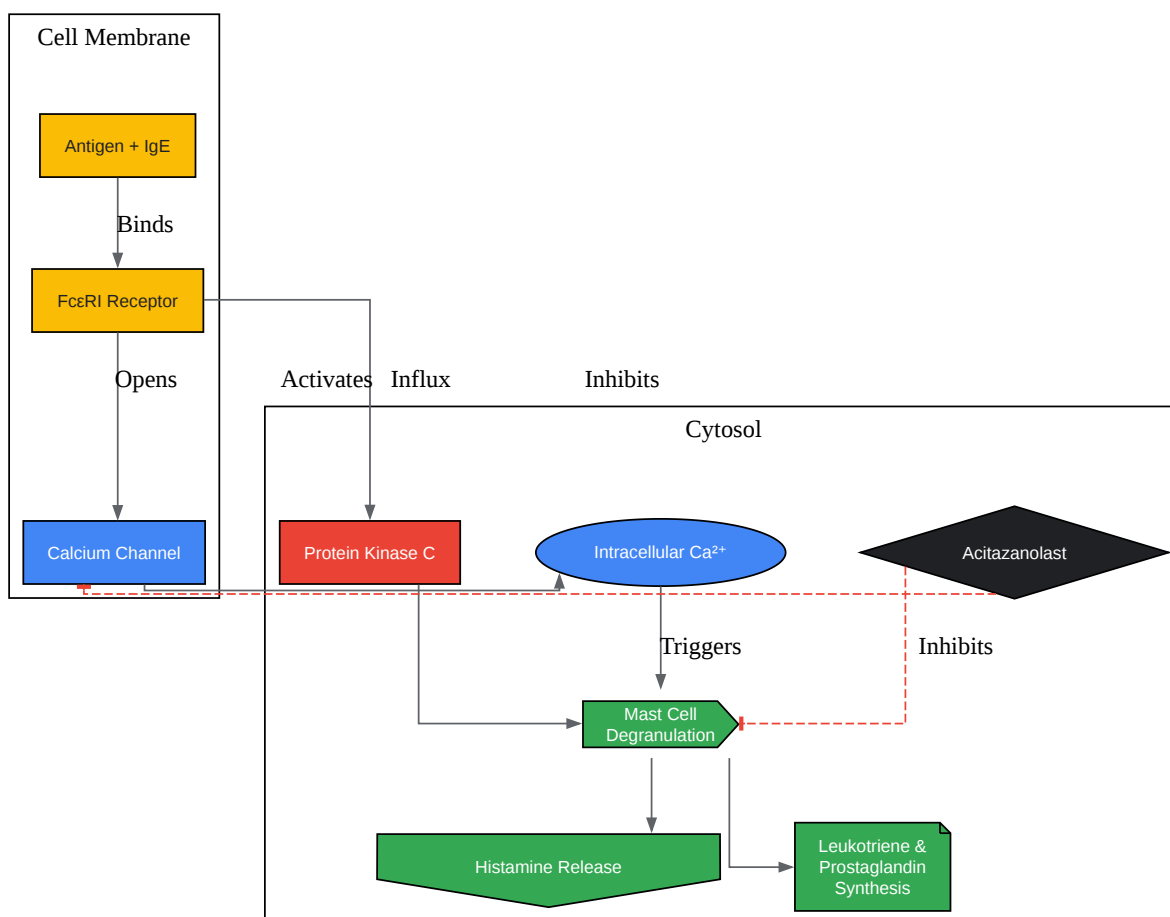 Cell Membrane
Antigen + IgE
Binds
FcεRI Receptor
Opens
Activates
Influx
Inhibits
Cytosol
Calcium Channel
Protein Kinase C
Intracellular Ca²⁺
Acitazanolast
Triggers
Inhibits
Mast Cell
Degranulation
Histamine Release
Leukotriene &
Prostaglandin
Synthesis